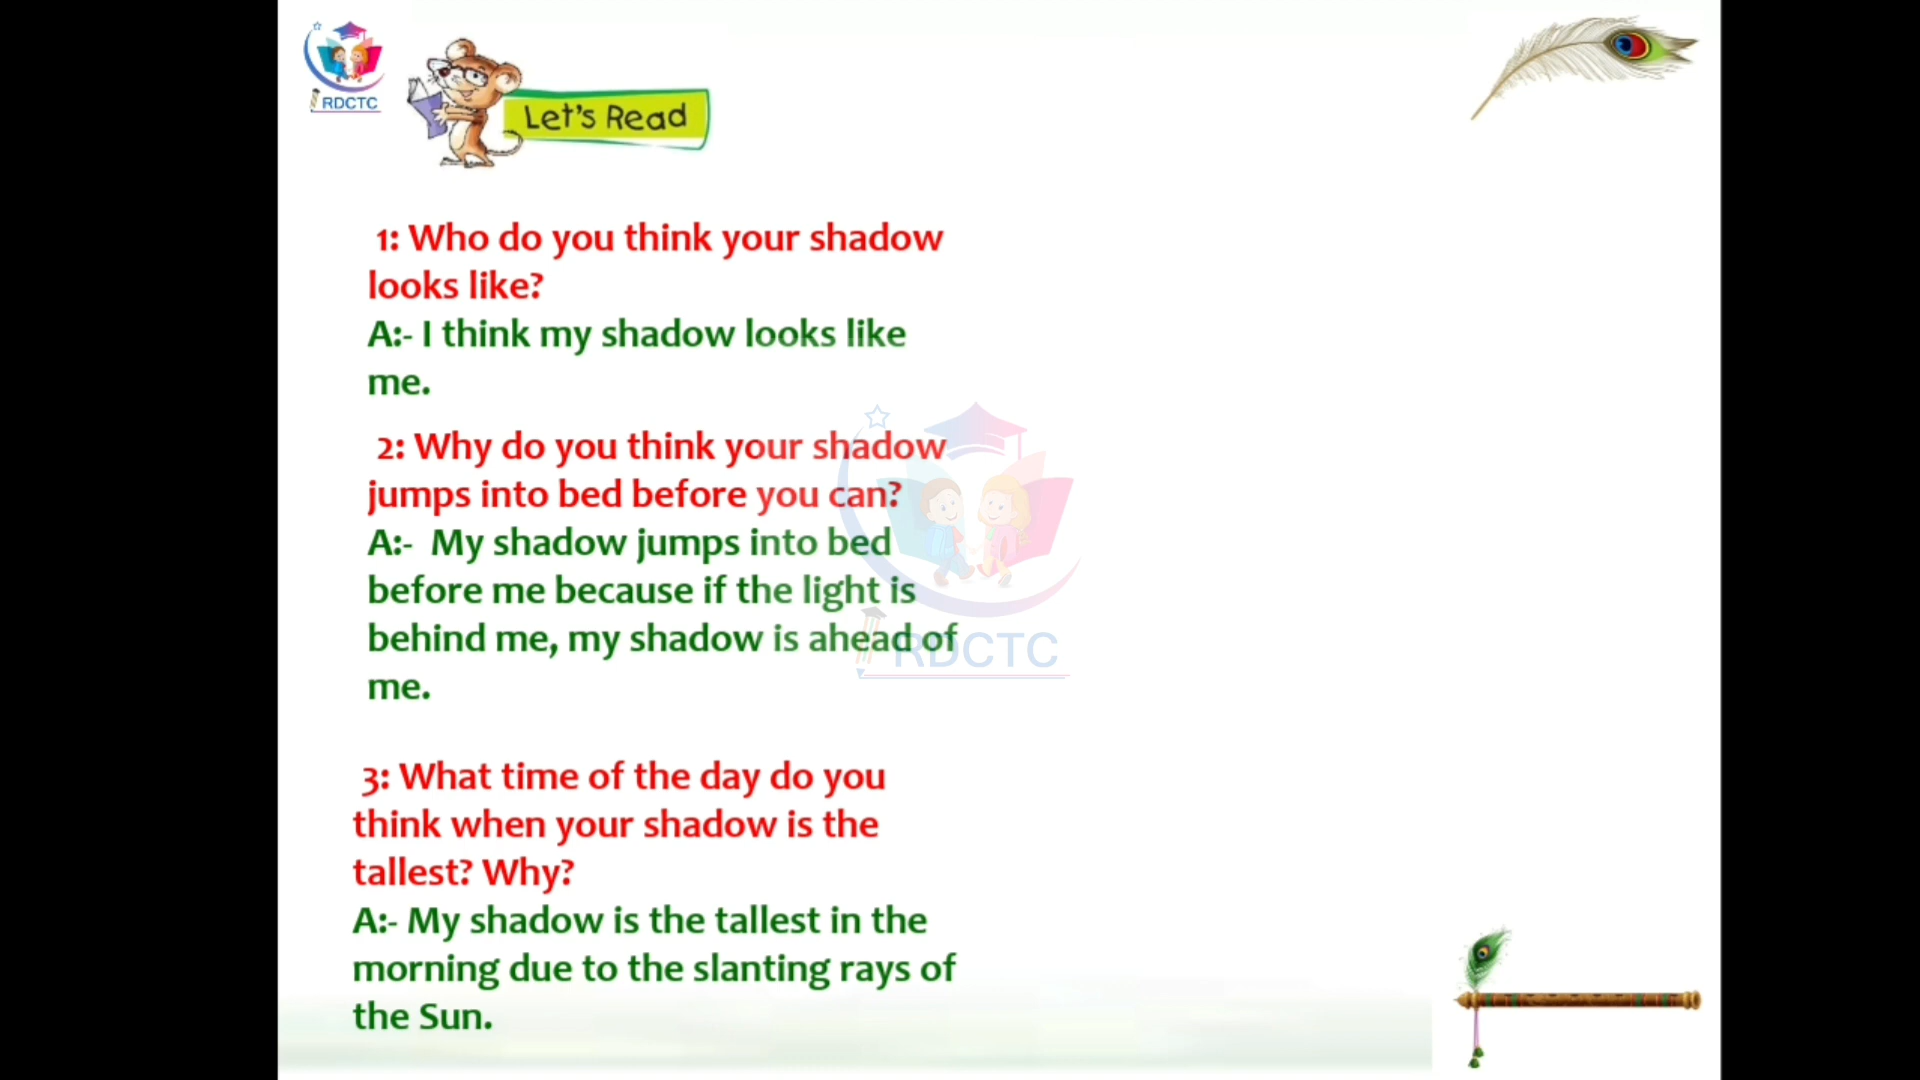 RDCTC
Let's Read
1: Who do you think your shadow
looks like?
A:- I think my shadow looks like
me.
2: Why do you think your shadow
jumps into bed before you can?
A:- My shadow jumps into bed
before me because if the light is
behind me, my shadow is ahead of
me.
RDCTC
3: What time of the day do you
think when your shadow is the
tallest? Why?
A:- My shadow is the tallest in the
morning due to the slanting rays of
the Sun.